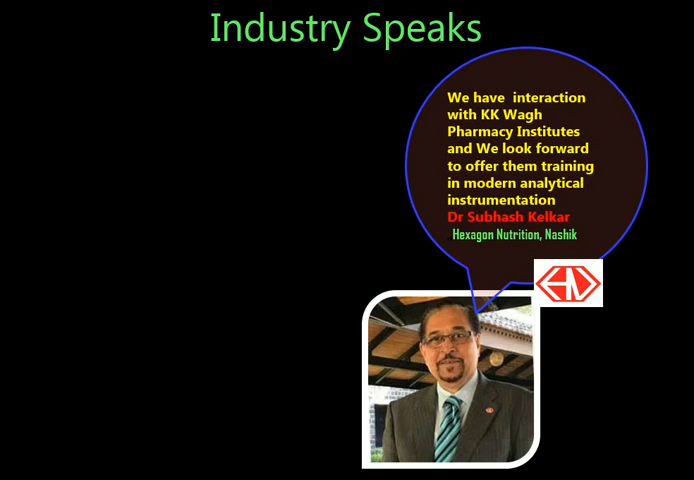 Industry Speaks
We have interaction
with KK Wagh
Pharmacy Institutes
and We look forward
to offer them training
in modern analytical
instrumentation
Dr Subhash Kelkar
Hexagon Nutrition, Nashik